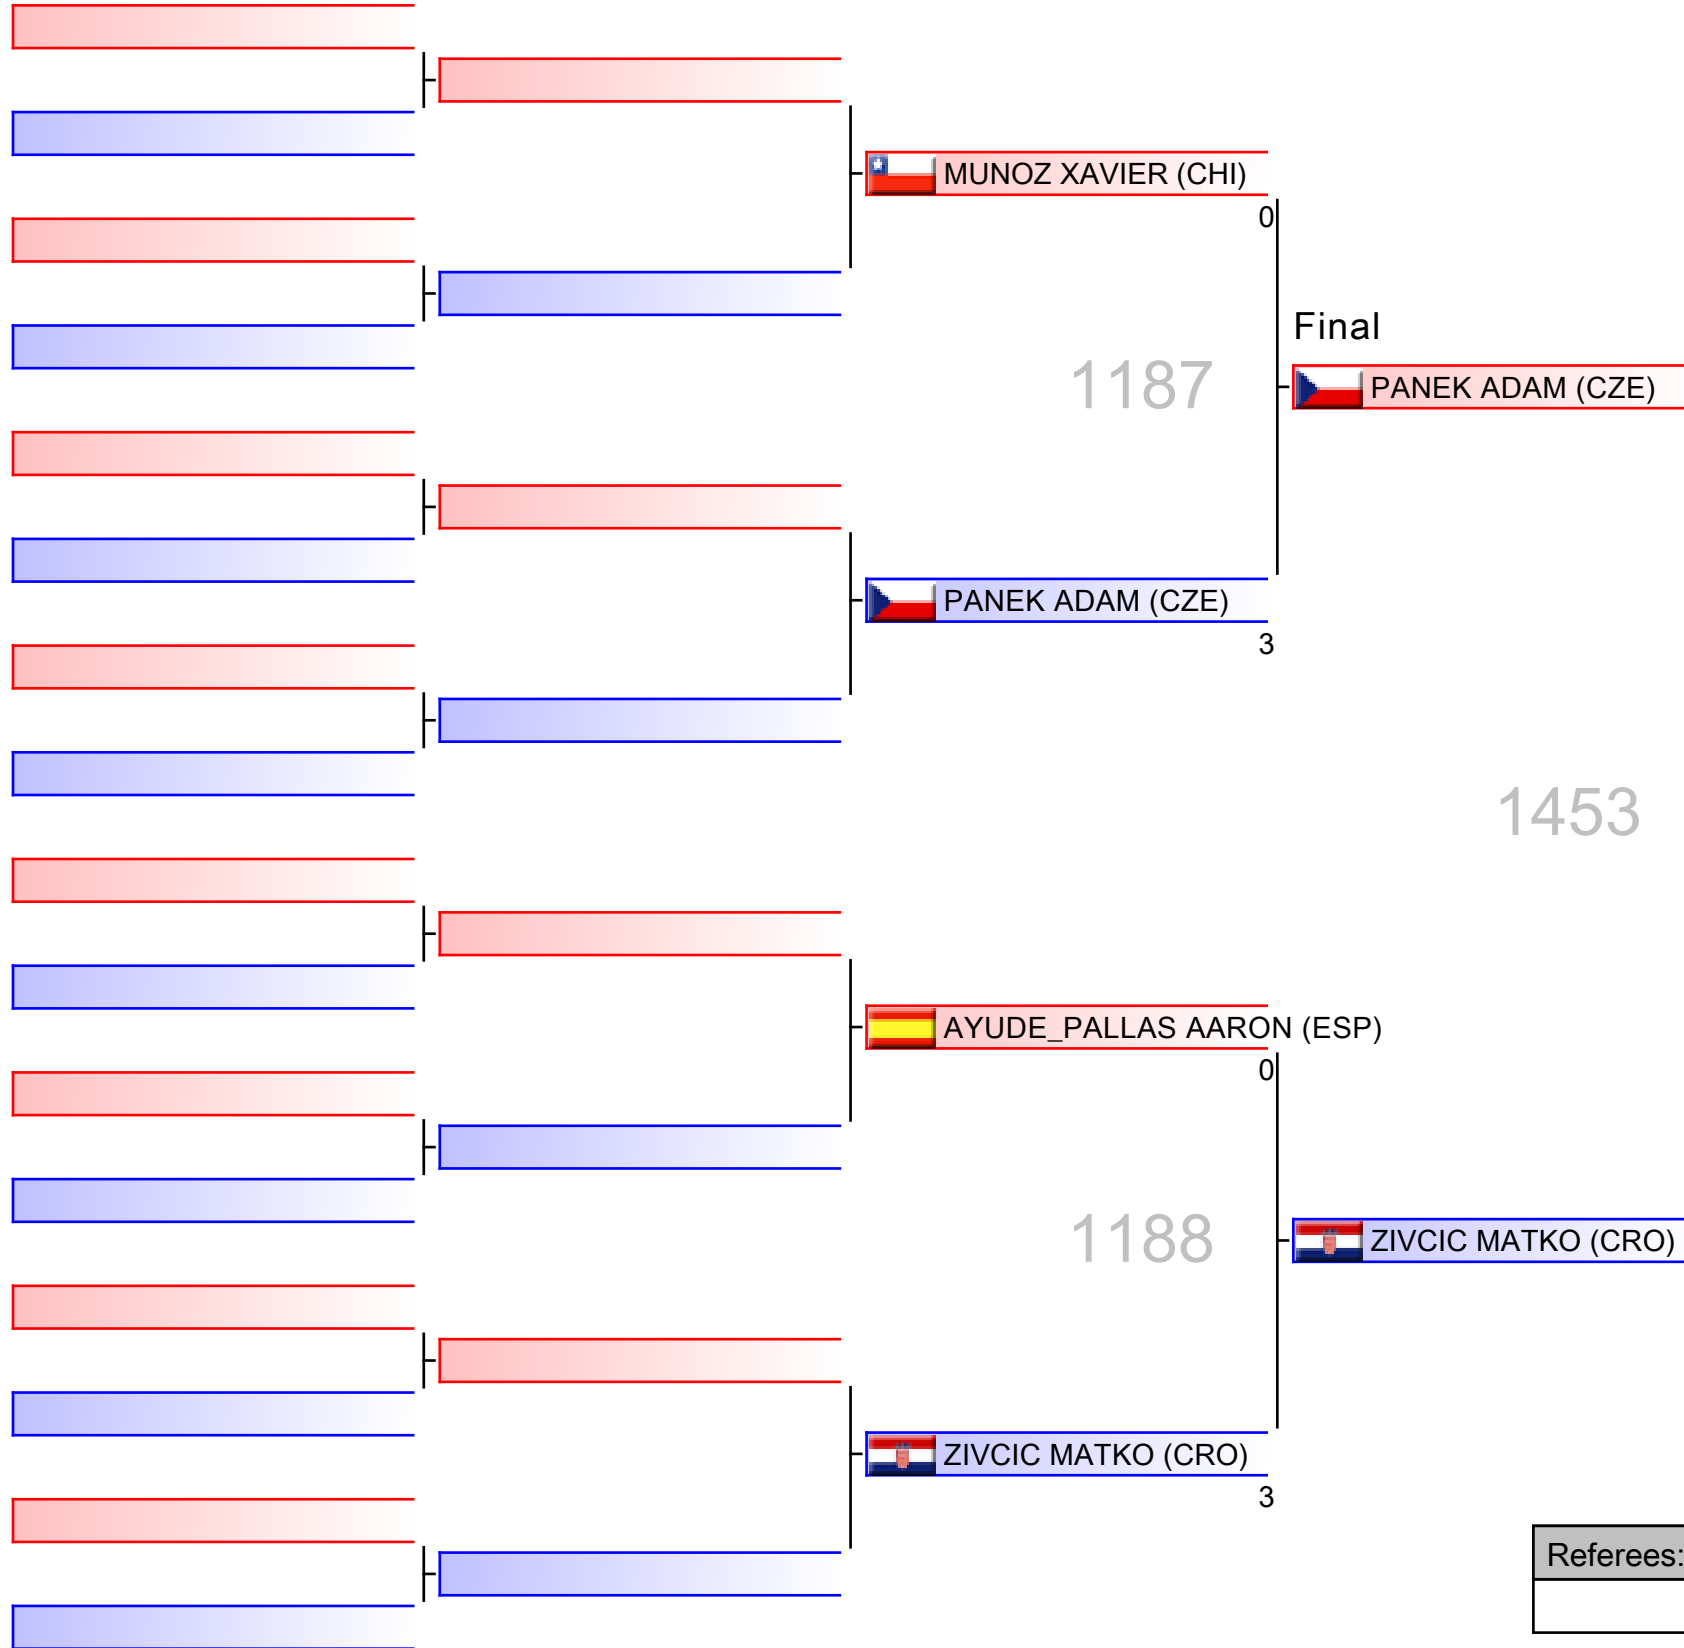 MUNOZ XAVIER (CHI)
0
Final
1187
PANEK ADAM (CZE)
PANEK ADAM (CZE)
3
1453
AYUDE_PALLAS AARON (ESP)
0
1188
ZIVCIC MATKO (CRO)
ZIVCIC MATKO (CRO)
3
Referees: